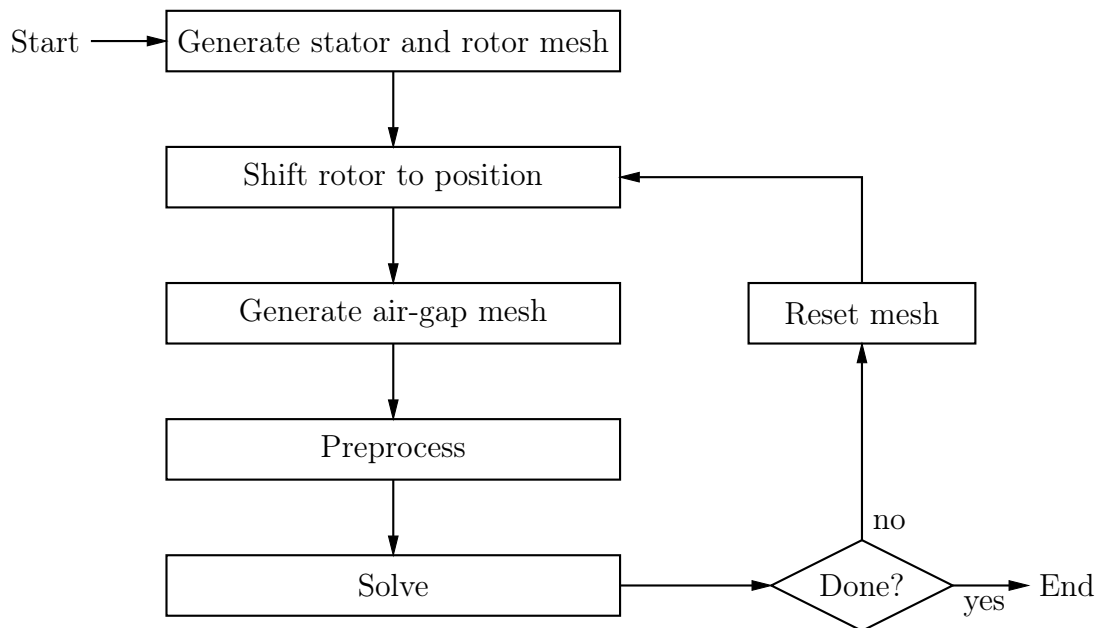 Start
Generate stator and rotor mesh
Shift rotor to position
Generate air-gap mesh
Reset mesh
Preprocess
no
Solve
Done?
yes
End